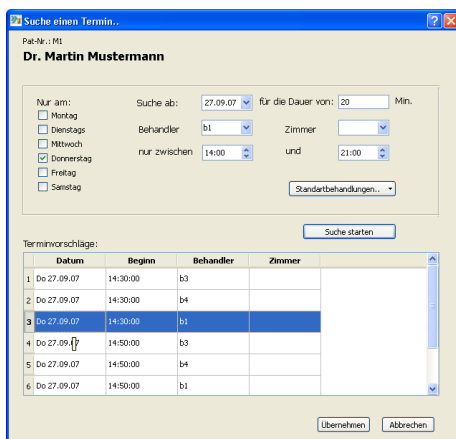 Suche einen Termin..
Pat-Nr.: M1
Dr. Martin Mustermann
Nur am: Suche ab: 27.09.07 für die Dauer von: 20 Min.
Montag
Dienstags Behandler b1 Zimmer
Mittwoch
Donnerstag nur zwischen 14:00 und 21:00
Freitag
Samstag
Standartbehandlungen..
Suche starten
Terminvorschläge:
Datum Beginn Behandler Zimmer
1 Do 27.09.07 14:30:00 b3
2 Do 27.09.07 14:30:00 b4
3 Do 27.09.07 14:30:00 b1
4 Do 27.09.07 14:50:00 b3
5 Do 27.09.07 14:50:00 b4
6 Do 27.09.07 14:50:00 b1
Übernehmen Abbrechen